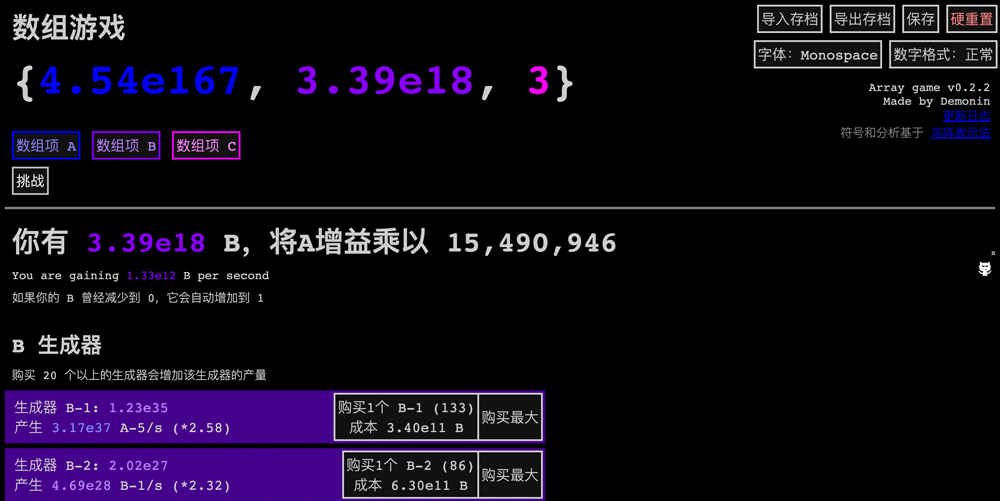 数组游戏
导入存档 导出存档 保存 硬重置
字体: Monospace 数字格式: 正常
{4.54e167, 3.39e18, 3}
Array game v0.2.2
Made by Demonin
更新日志
符号和分析基于 鸟阵表示法
数组项 A 数组项 B 数组项 C
挑战
你有 3.39e18 B, 将A增益乘以 15,490,946
You are gaining 1.33e12 B per second
x
如果你的 B 曾经减少到 0, 它会自动增加到 1
B 生成器
购买 20 个以上的生成器会增加该生成器的产量
生成器 B-1: 1.23e35
产生 3.17e37 A-5/s (*2.58)
购买1个 B-1 (133)
成本 3.40e11 B
购买最大
生成器 B-2: 2.02e27
产生 4.69e28 B-1/s (*2.32)
购买1个 B-2 (86)
成本 6.30e11 B
购买最大